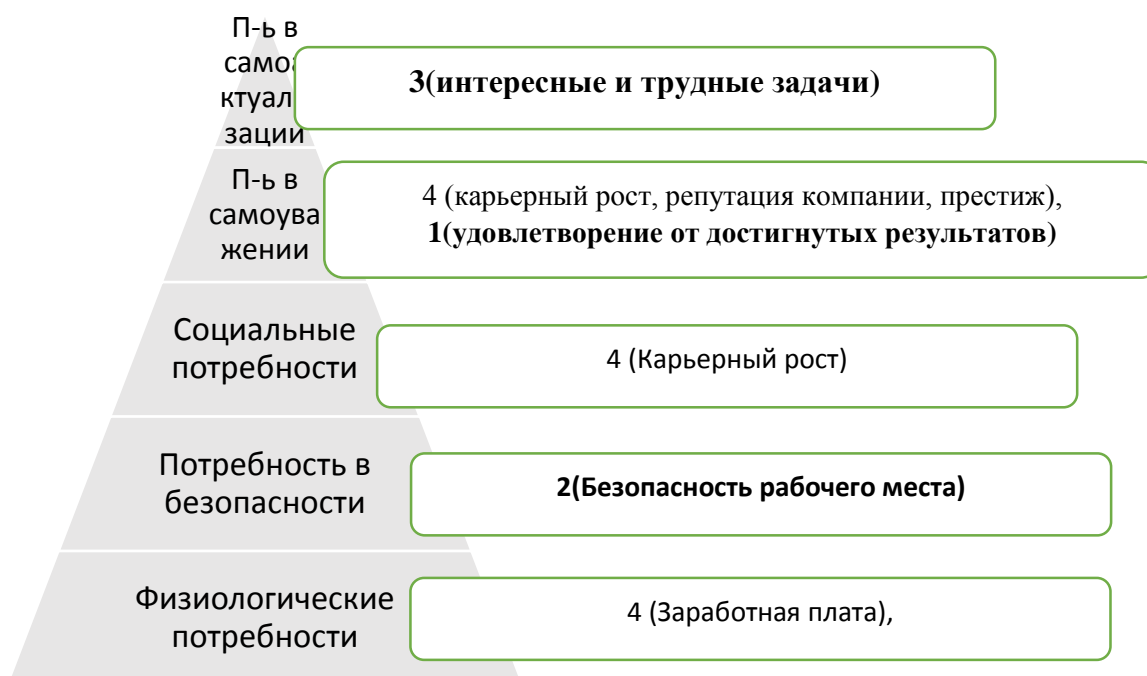 П-ь в
само
ктуал
зации
3(интересные и трудные задачи)
П-ь в
самоува
жении
4 (карьерный рост, репутация компании, престиж),
1(удовлетворение от достигнутых результатов)
Социальные
потребности
4 (Карьерный рост)
Потребность в
безопасности
2(Безопасность рабочего места)
Физиологические
потребности
4 (Заработная плата),